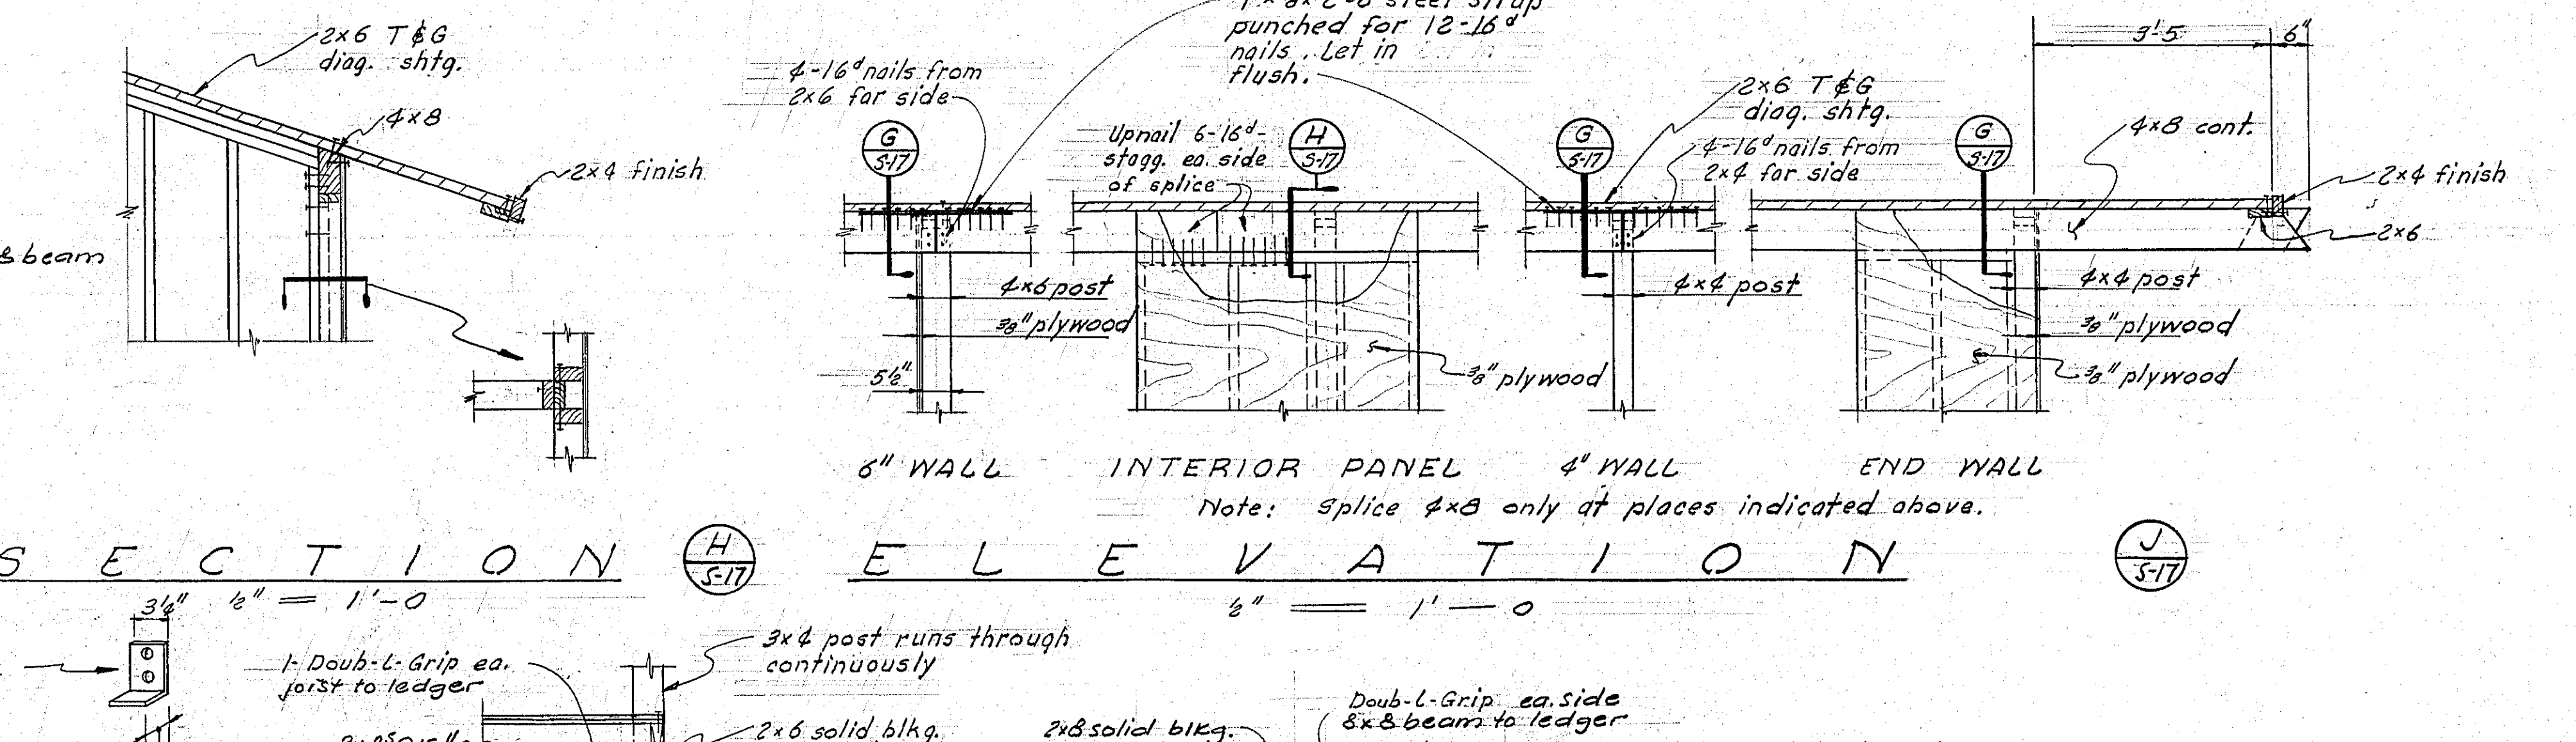 2x6 T&G
diag. shtg.
4x8
2x4 finish
beam
4-16d nails from
2x6 far side
steel strap
punched for 12-16d
nails. Let in
flush.
G
S-17
Upnail 6-16d-
stagg. ea. side
of splice
H
S-17
G
S-17
2x6 T&G
diag. shtg.
4-16d nails from
2x4 far side
G
S-17
3'-5
6"
4x8 cont.
2x4 finish
2x6
4x6 post
3/8" plywood
5 1/2"
3/8" plywood
4x4 post
4x4 post
3/8" plywood
3/8" plywood
6" WALL
INTERIOR PANEL
4" WALL
END WALL
Note: Splice 4x8 only at places indicated above.
SECTION
1/2" = 1'-0
H
S-17
ELEVATION
1/2" = 1'-0
J
S-17
3 1/4"
1-Doub-L-Grip ea.
joist to ledger
3x4 post runs through
continuously
2x6 solid blkg.
2x8 solid blkg.
Doub-L-Grip ea. side
8x8 beam to ledger